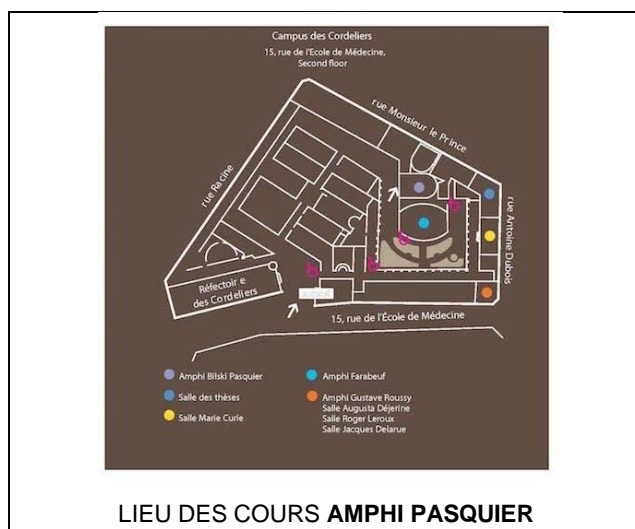 Campus des Cordeliers
15, rue de l'Ecole de Médecine,
Second floor
rue Monsieur le Prince
rue Racine
rue Antoine Dubois
Réfectoir e
des Cordeliers
15, rue de l'École de Médecine
Amphi Bilski Pasquier
Amphi Farabeuf
Salle des thèses
Amphi Gustave Roussy
Salle Augusta Déjerine
Salle Marie Curie
Salle Roger Leroux
Salle Jacques Delarue
LIEU DES COURS AMPHI PASQUIER